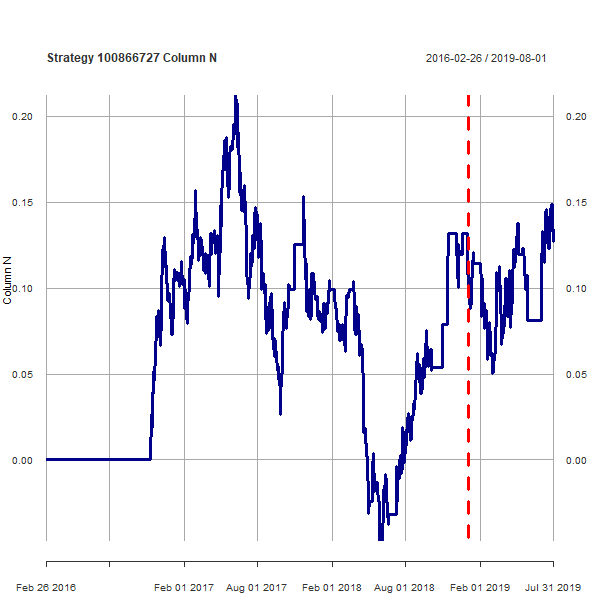 Strategy 100866727 Column N
2016-02-26 / 2019-08-01
0.20
0.20
0.15
0.15
0.10
0.10
0.05
0.05
0.00
0.00
Column N
Feb 26 2016
Feb 01 2017
Aug 01 2017
Feb 01 2018
Aug 01 2018
Feb 01 2019
Jul 31 2019